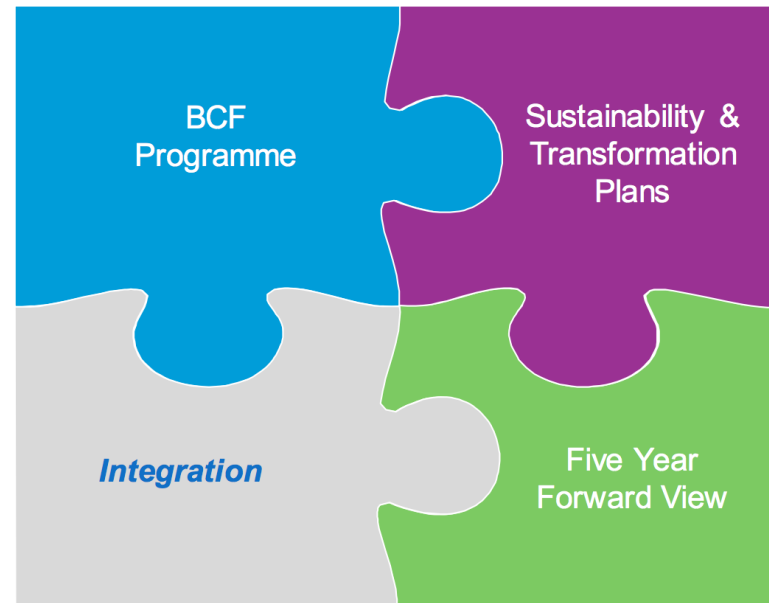 BCF
Programme
Sustainability &
Transformation
Plans
Integration
Five Year
Forward View